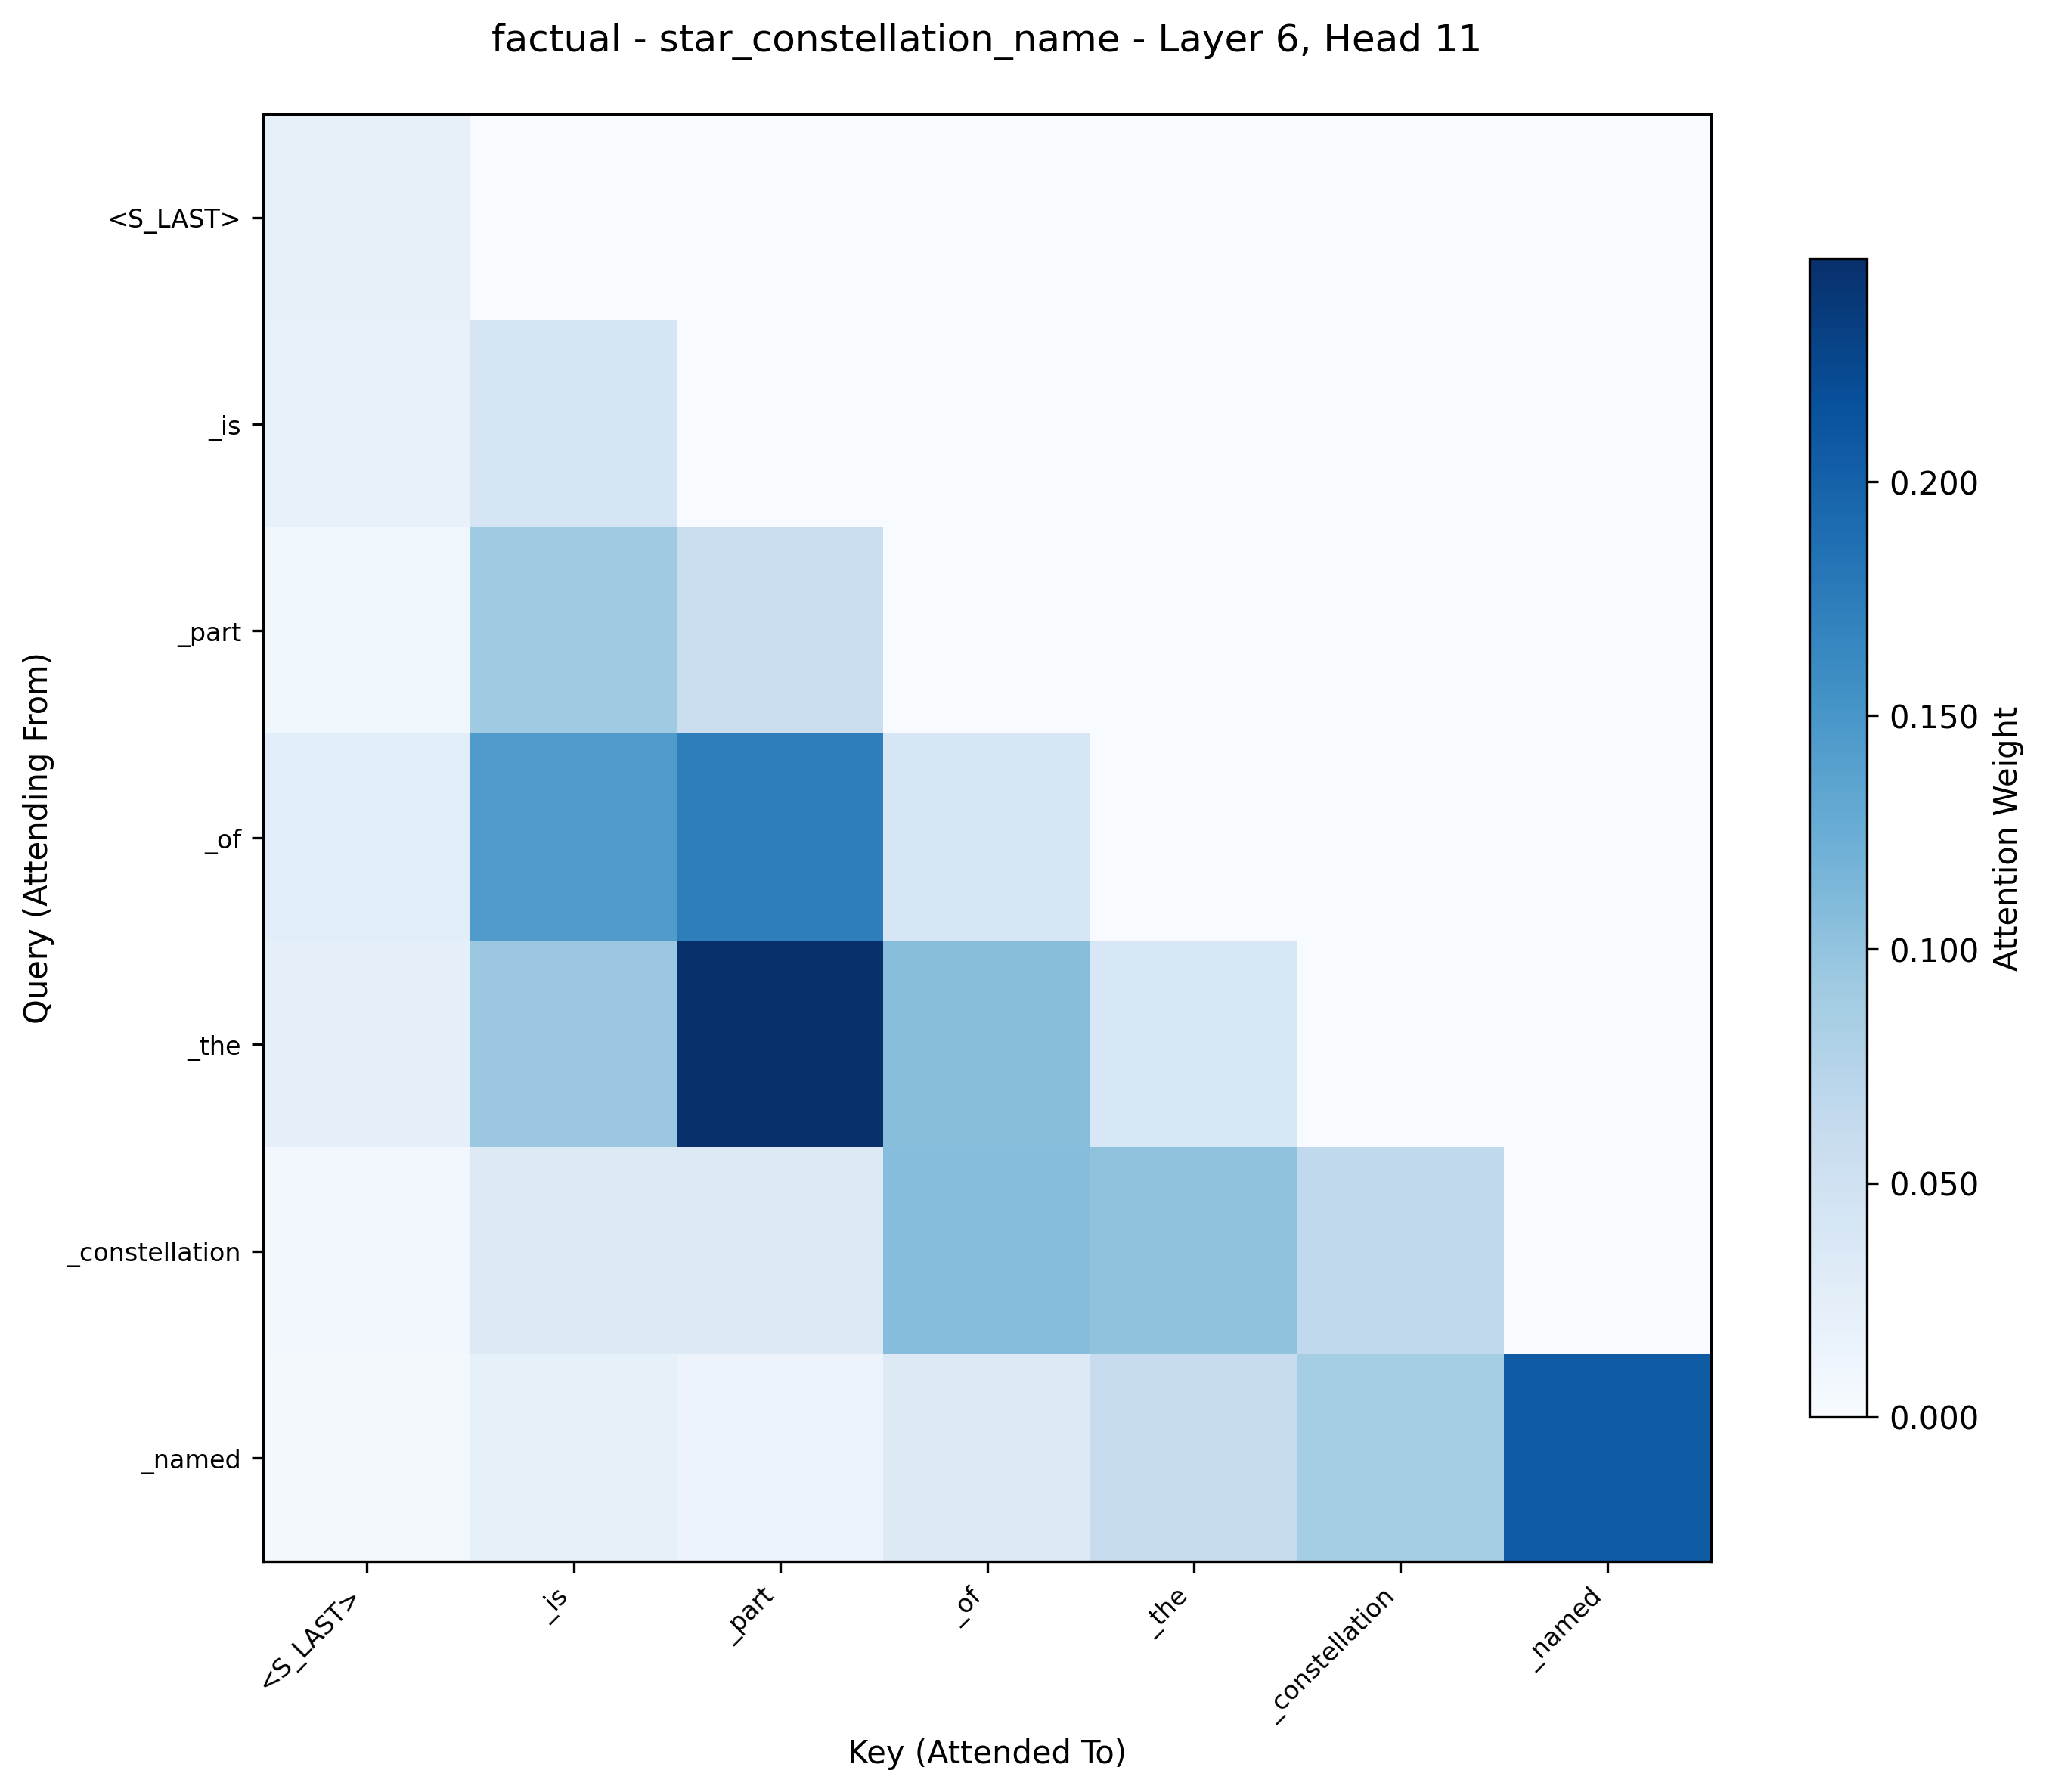 factual - star_constellation_name - Layer 6, Head 11
Query (Attending From)
<S_LAST>
_is
_part
_of
_the
_constellation
_named
<S_LAST>
_is
_part
_of
_the
_constellation
_named
Key (Attended To)
0.200
0.150
0.100
0.050
0.000
Attention Weight